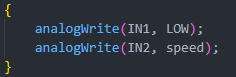 {
analogWrite(IN1, LOW);
analogWrite(IN2, speed);
}